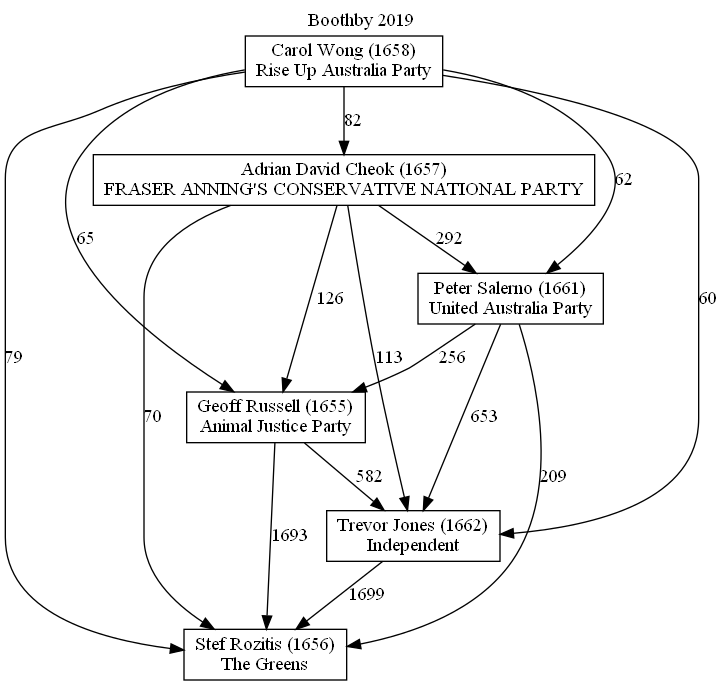 Boothby 2019
Carol Wong (1658)
Rise Up Australia Party
82
Adrian David Cheok (1657)
FRASER ANNING'S CONSERVATIVE NATIONAL PARTY
62
65
292
Peter Salerno (1661)
United Australia Party
126
60
79
113
256
Geoff Russell (1655)
Animal Justice Party
70
653
582
209
Trevor Jones (1662)
Independent
1693
1699
Stef Rozitis (1656)
The Greens